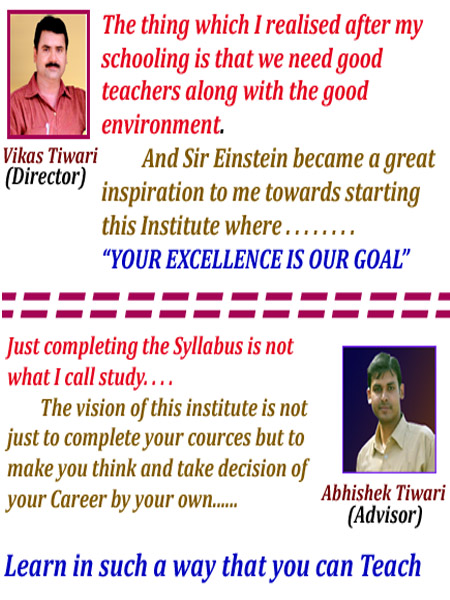 The thing which I realised after my
schooling is that we need good
teachers along with the good
environment.
Vikas Tiwari
(Director)
And Sir Einstein became a great
inspiration to me towards starting
this Institute where . . . . . . . .
“YOUR EXCELLENCE IS OUR GOAL”
Just completing the Syllabus is not
what I call study. . . .
The vision of this institute is not
just to complete your cources but to
make you think and take decision of
your Career by your own......
Abhishek Tiwari
(Advisor)
Learn in such a way that you can Teach